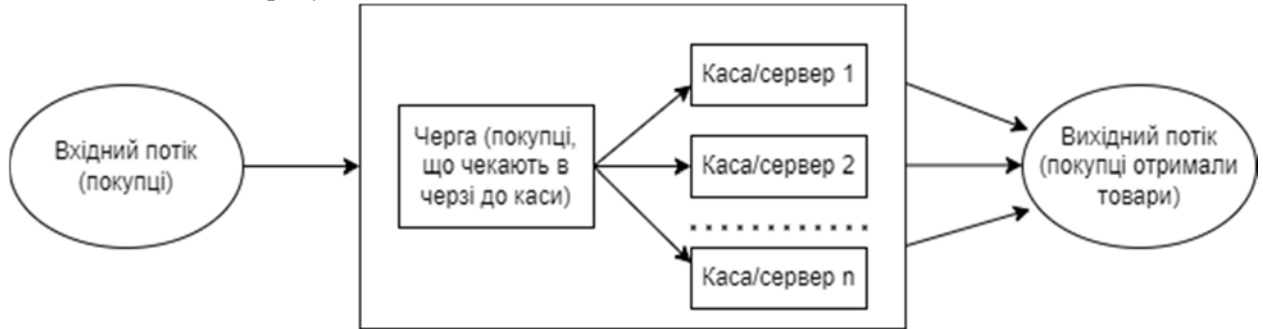 Вхідний потік
(покупці)
Черга (покупці,
що чекають в
черзі до каси)
Каса/сервер 1
Каса/сервер 2
Каса/сервер n
Вихідний потік
(покупці отримали
товари)